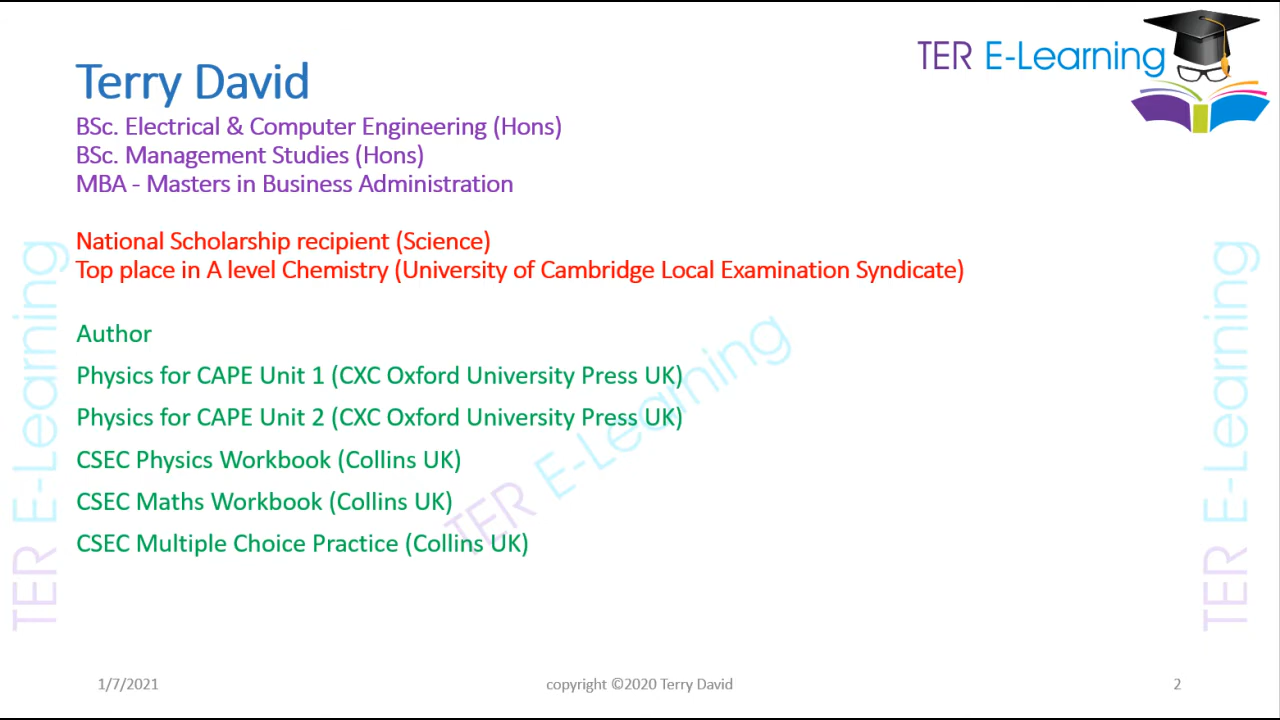 TER E-Learning
Terry David
BSc. Electrical & Computer Engineering (Hons)
BSc. Management Studies (Hons)
MBA - Masters in Business Administration
National Scholarship recipient (Science)
Top place in A level Chemistry (University of Cambridge Local Examination Syndicate)
Author
Physics for CAPE Unit 1 (CXC Oxford University Press UK)
Physics for CAPE Unit 2 (CXC Oxford University Press UK)
CSEC Physics Workbook (Collins UK)
CSEC Maths Workbook (Collins UK)
CSEC Multiple Choice Practice (Collins UK)
TER E-Learning
TER E-Learning
TER E-Learning
1/7/2021
copyright ©2020 Terry David
2